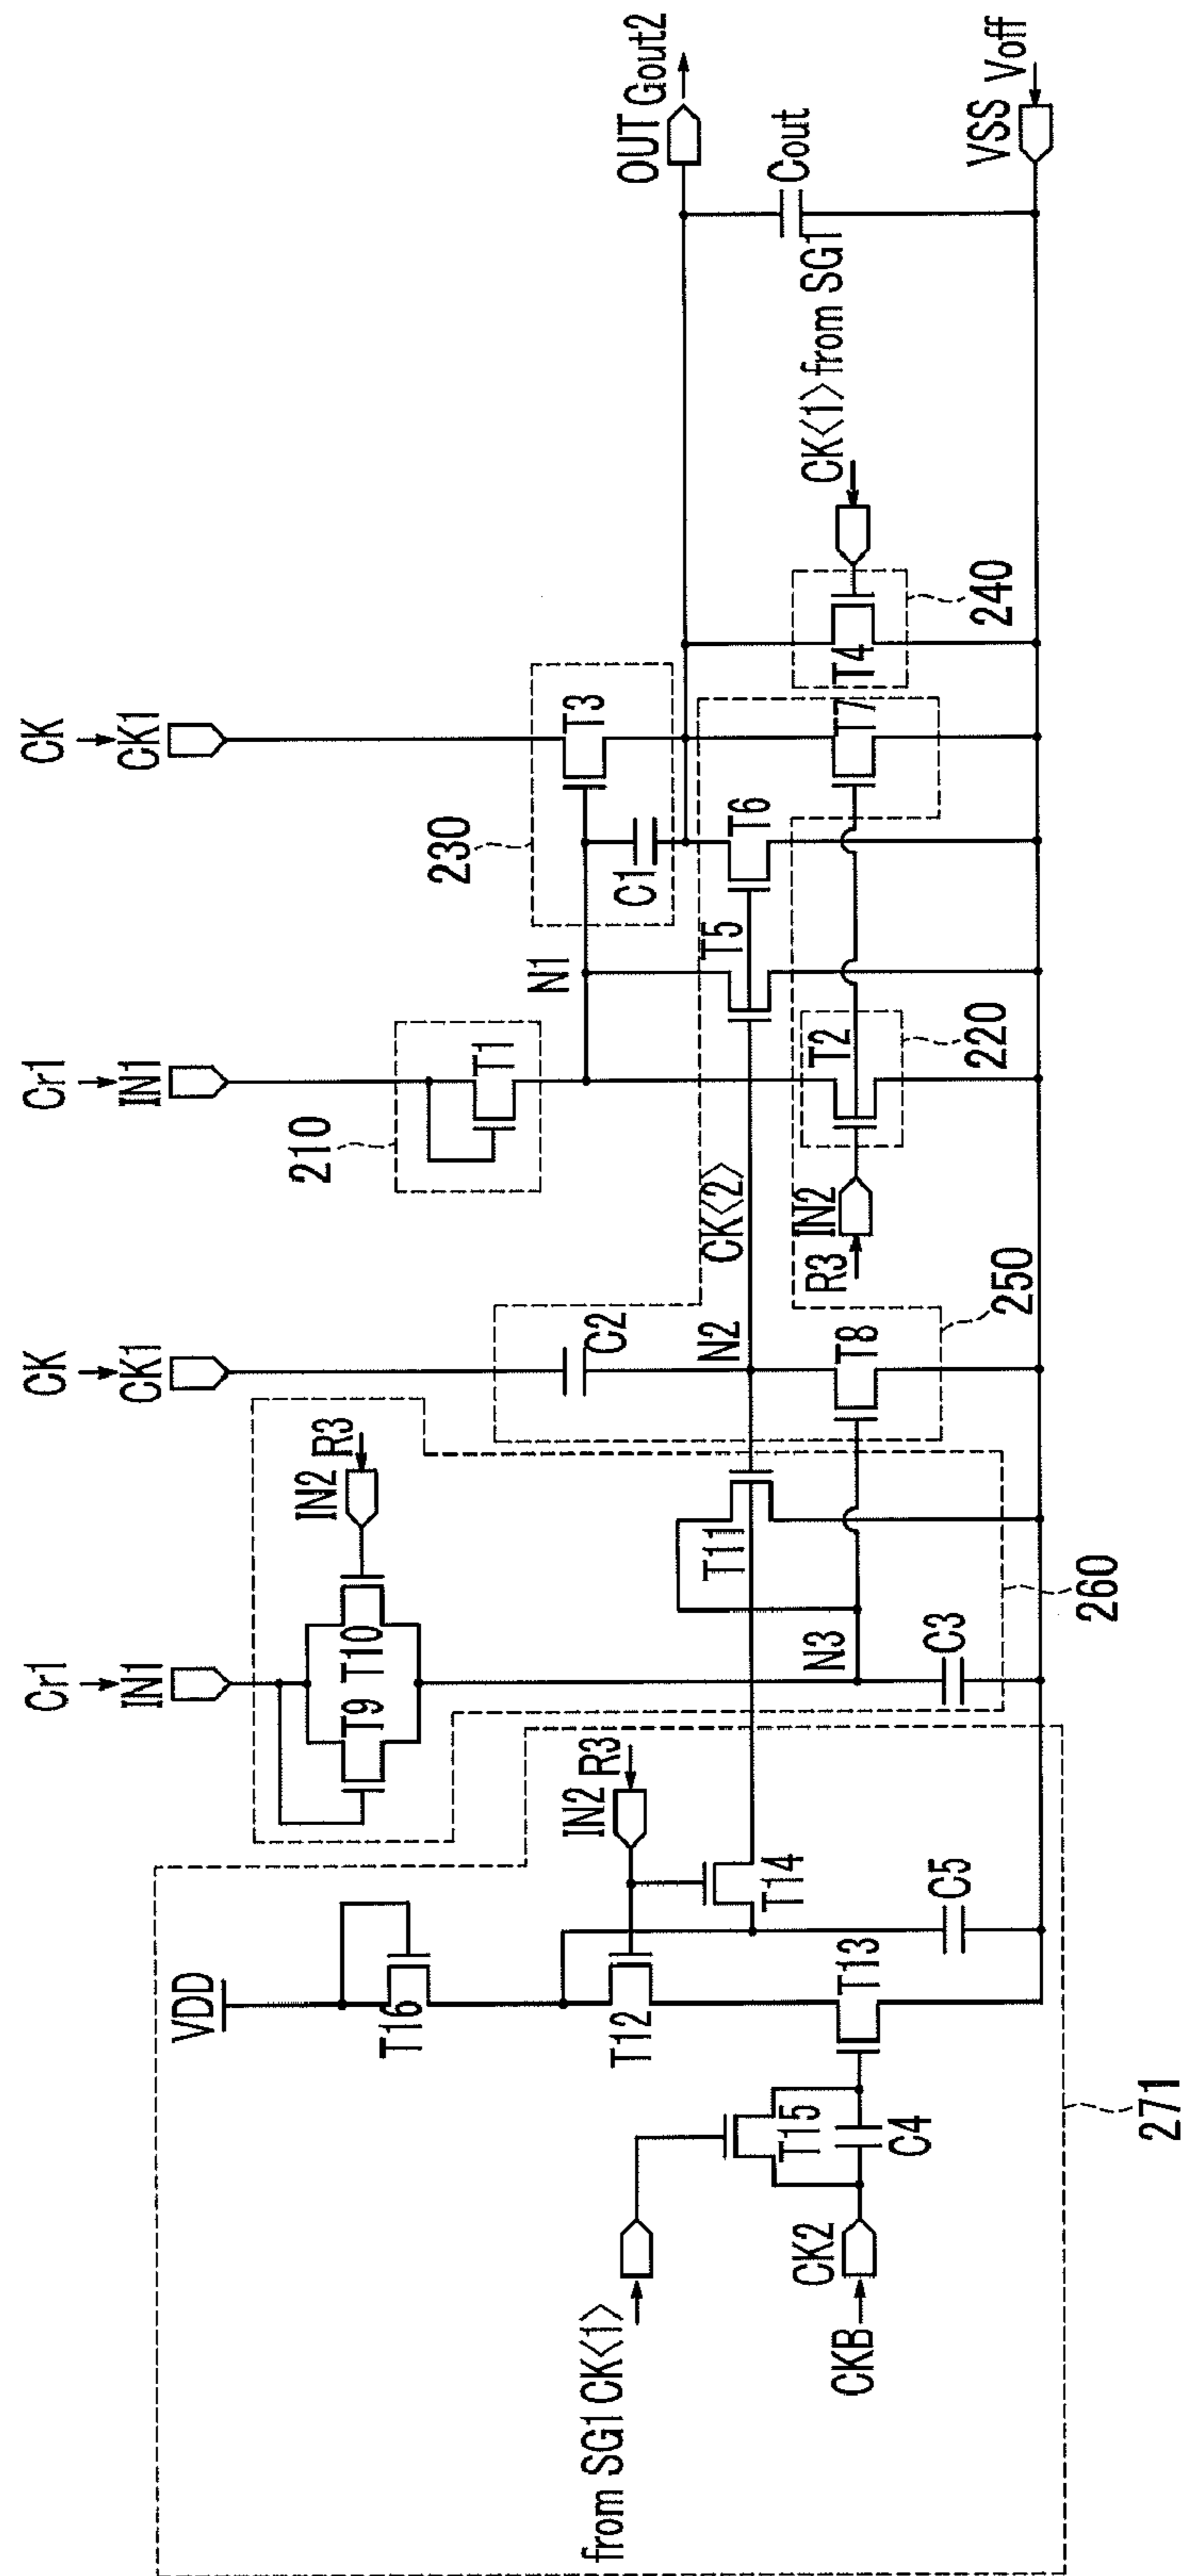 CK
CK1
Cr1
IN1
CK
CK1
Cr1
IN1
VDD
OUT Gout2
Cout
VSS Voff
CK⟨1⟩ from SG1
240
T4
T3
230
C1
T7
T6
T5
N1
T1
210
T2
220
IN2
R3
CK⟨2⟩
N2
C2
250
T8
IN2 R3
T10
T9
T11
260
N3
C3
IN2 R3
T14
C5
T16
T12
T13
T15
C4
271
from SG1 CK⟨1⟩
CK2
CKB